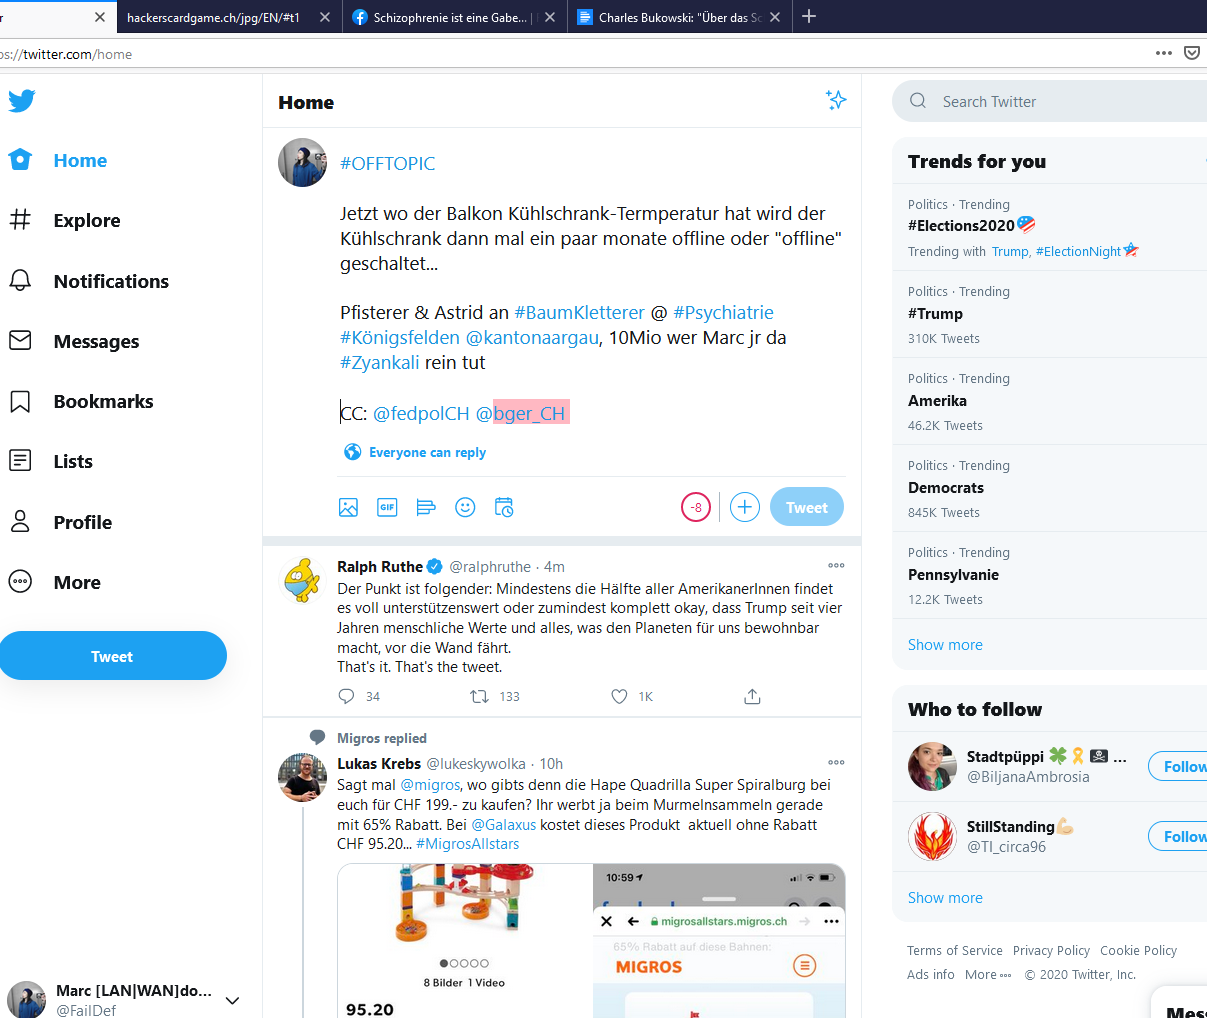 hackerscardgame.ch/jpg/EN/#t1
Schizophrenie ist eine Gabe... |
Charles Bukowski: "Über das Sc
twitter.com/home
Home
Search Twitter
Home
Explore
Notifications
Messages
Bookmarks
Lists
Profile
More
Tweet
#OFFTOPIC
Jetzt wo der Balkon Kühlschrank-Termperatur hat wird der
Kühlschrank dann mal ein paar monate offline oder "offline"
geschaltet...
Pfisterer & Astrid an #BaumKletterer @ #Psychiatrie
#Königsfelden @kantonaargau, 10Mio wer Marc jr da
#Zyankali rein tut
CC: @fedpolCH @bger_CH
Everyone can reply
GIF
-8
Tweet
Ralph Ruthe @ralphruthe · 4m
Der Punkt ist folgender: Mindestens die Hälfte aller AmerikanerInnen findet
es voll unterstützenswert oder zumindest komplett okay, dass Trump seit vier
Jahren menschliche Werte und alles, was den Planeten für uns bewohnbar
macht, vor die Wand fährt.
That's it. That's the tweet.
34 133 1K
Migros replied
Lukas Krebs @lukeskywolka · 10h
Sagt mal @migros, wo gibts denn die Hape Quadrilla Super Spiralburg bei
euch für CHF 199.- zu kaufen? Ihr werbt ja beim Murmelnsammeln gerade
mit 65% Rabatt. Bei @Galaxus kostet dieses Produkt aktuell ohne Rabatt
CHF 95.20... #MigrosAllstars
8 Bilder 1 Video
95.20
10:59
migrosallstars.migros.ch
65% Rabatt auf diese Bahnen:
MIGROS
Trends for you
Politics · Trending
#Elections2020
Trending with Trump, #ElectionNight
Politics · Trending
#Trump
310K Tweets
Politics · Trending
Amerika
46.2K Tweets
Politics · Trending
Democrats
845K Tweets
Politics · Trending
Pennsylvanie
12.2K Tweets
Show more
Who to follow
Stadtpüppi ...
@BiljanaAmbrosia
Follow
StillStanding
@TI_circa96
Follow
Show more
Terms of Service Privacy Policy Cookie Policy
Ads info More © 2020 Twitter, Inc.
Marc [LAN|WAN]do...
@FailDef
Mess